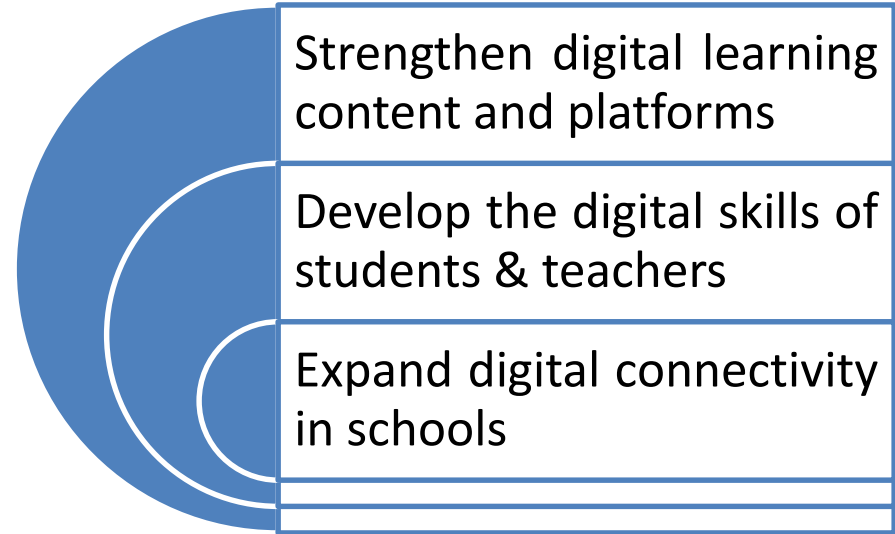 Strengthen digital learning
content and platforms
Develop the digital skills of
students & teachers
Expand digital connectivity
in schools